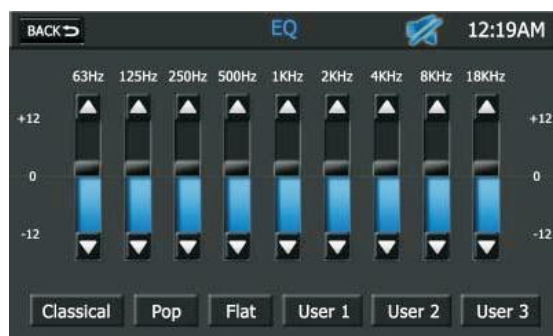 BACK EQ 12:19AM
63Hz 125Hz 250Hz 500Hz 1KHz 2KHz 4KHz 8KHz 18KHz
+12 +12
0 0
-12 -12
Classical Pop Flat User 1 User 2 User 3